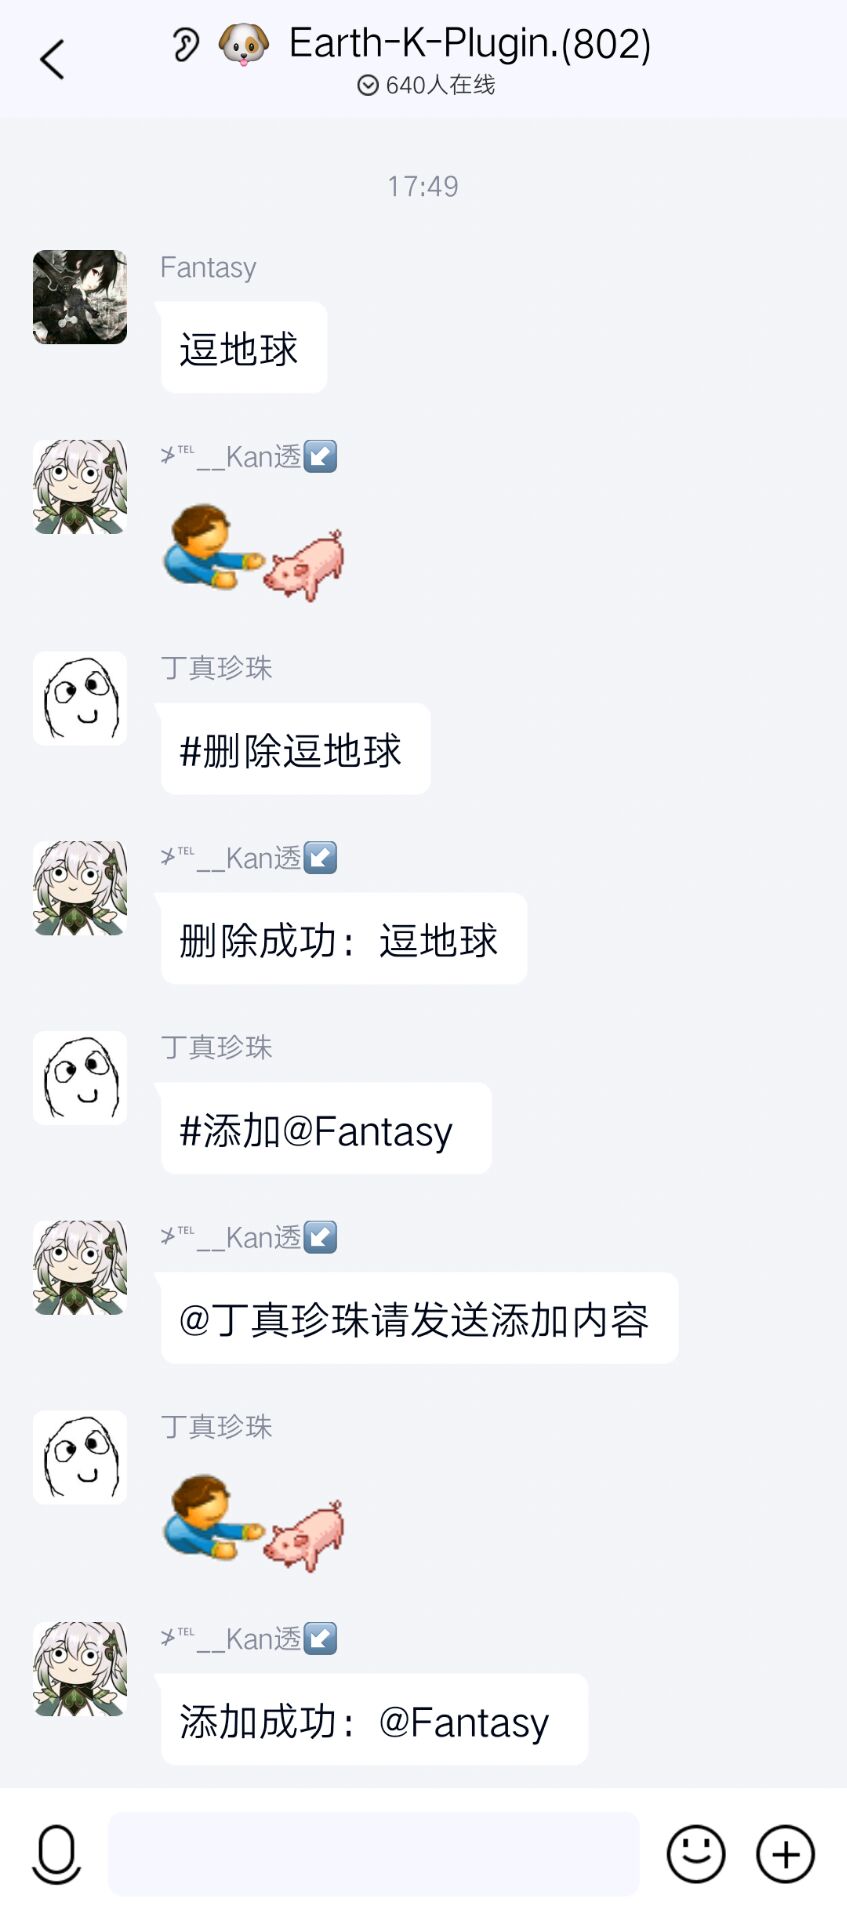 Earth-K-Plugin.(802)
640人在线
17:49
Fantasy
逗地球
℡__Kan透↙️
丁真珍珠
#删除逗地球
℡__Kan透↙️
删除成功：逗地球
丁真珍珠
#添加@Fantasy
℡__Kan透↙️
@丁真珍珠请发送添加内容
丁真珍珠
℡__Kan透↙️
添加成功：@Fantasy